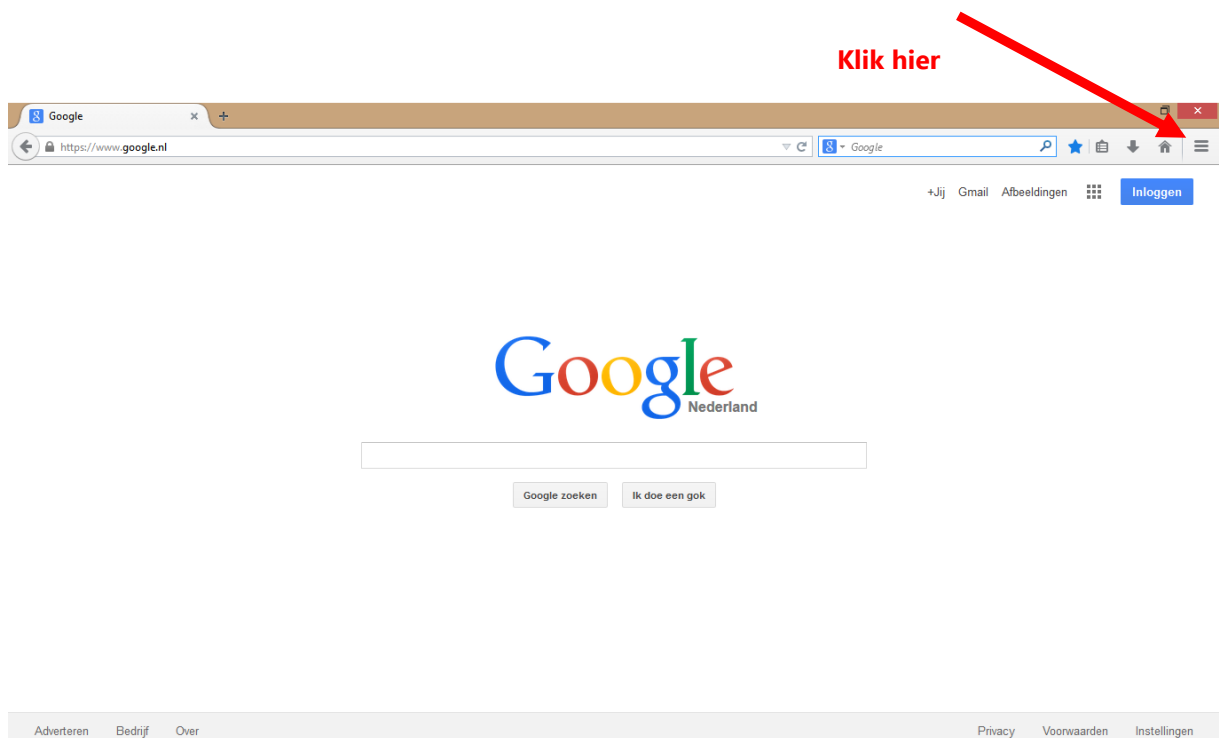 Klik hier
Google
https://www.google.nl
Google
+Jij Gmail Afbeeldingen Inloggen
Google
Nederland
Google zoeken Ik doe een gok
Adverteren Bedrijf Over Privacy Voorwaarden Instellingen